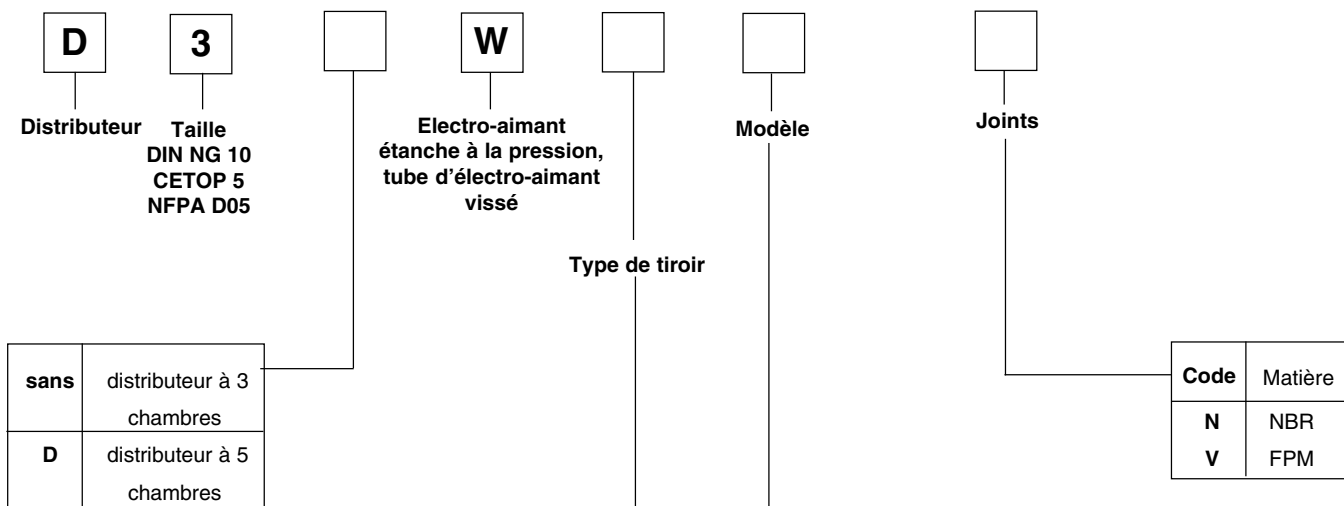 D 3 W
Distributeur
Taille
DIN NG 10
CETOP 5
NFPA D05
Electro-aimant
étanche à la pression,
tube d'électro-aimant
vissé
Modèle
Joints
Type de tiroir
sans distributeur à 3
chambres
D distributeur à 5
chambres
Code Matière
N NBR
V FPM